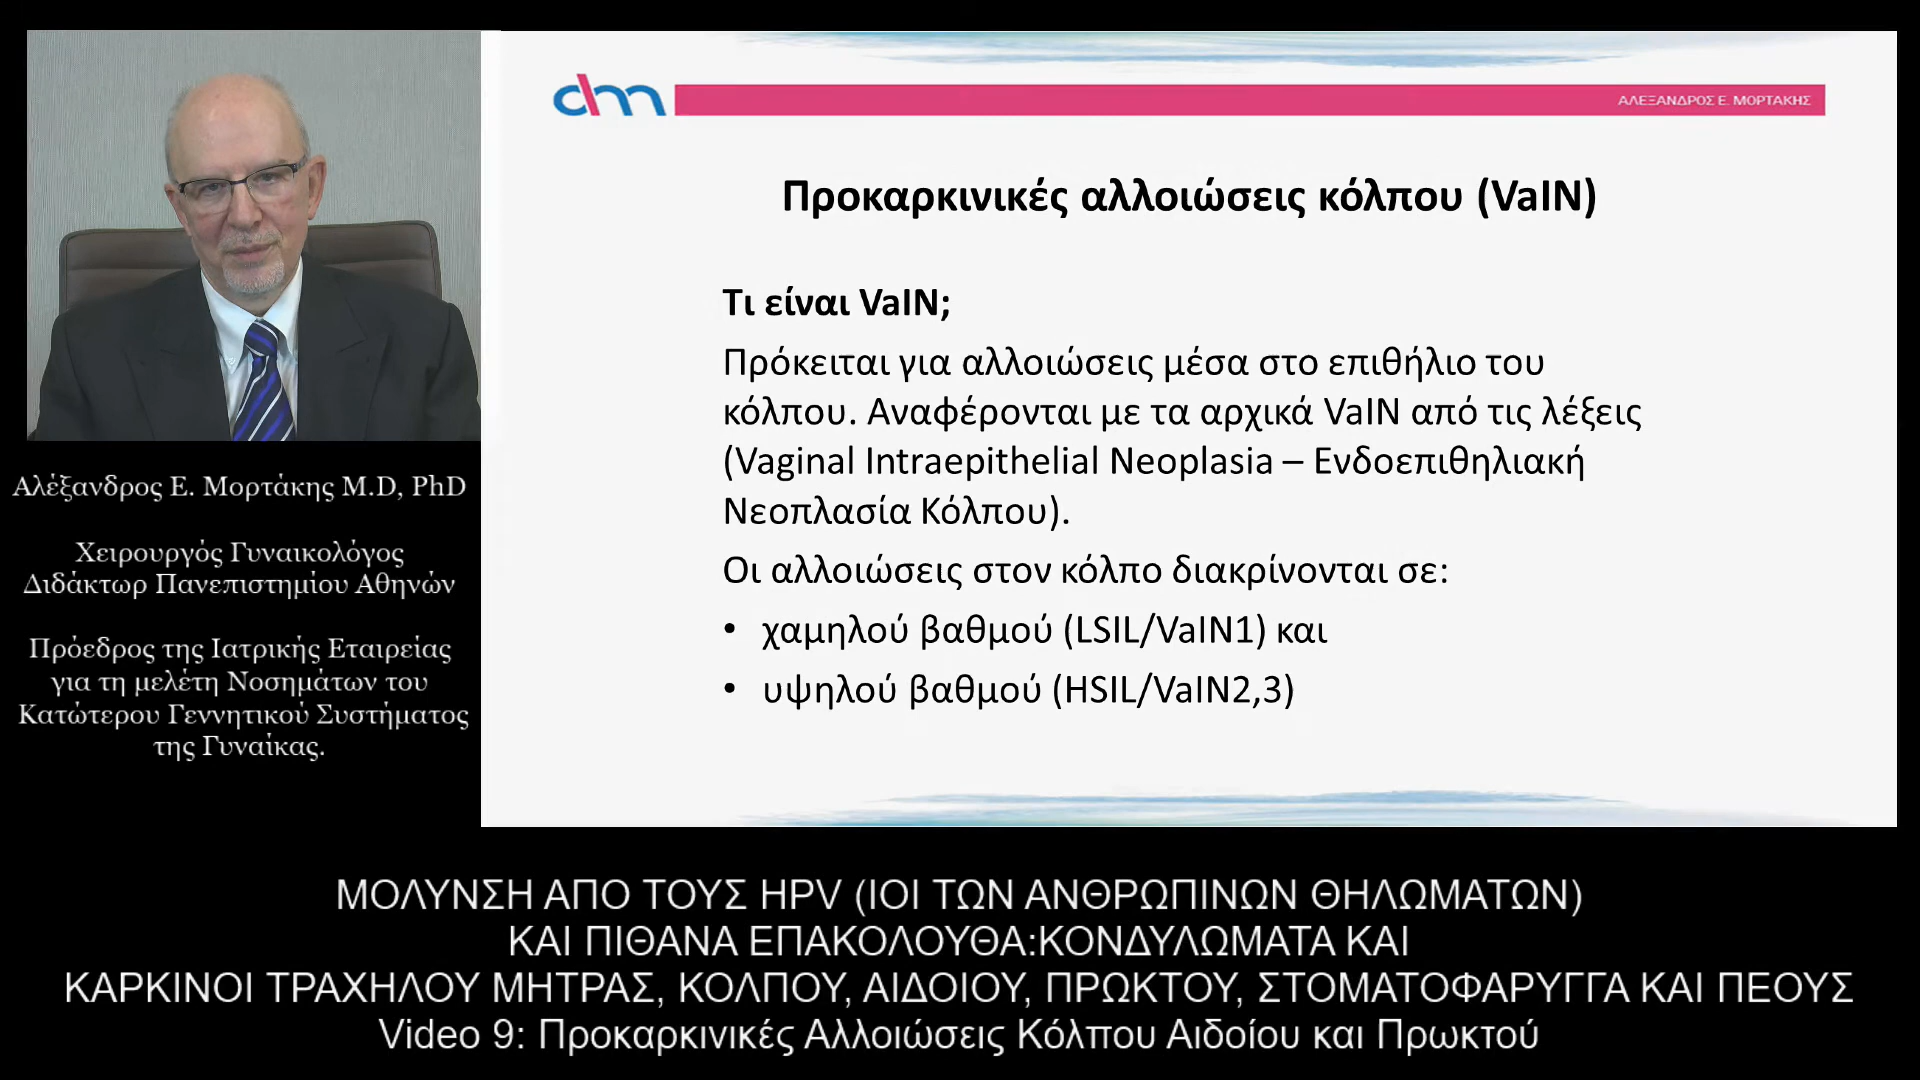 Αλέξανδρος Ε. Μορτάκης M.D, PhD
Χειρουργός Γυναικολόγος
Διδάκτωρ Πανεπιστημίου Αθηνών
Πρόεδρος της Ιατρικής Εταιρείας
για τη μελέτη Νοσημάτων του
Κατώτερου Γεννητικού Συστήματος
της Γυναίκας.
ΑΛΕΞΑΝΔΡΟΣ Ε. ΜΟΡΤΑΚΗΣ
Προκαρκινικές αλλοιώσεις κόλπου (VaIN)
Τι είναι VaIN;
Πρόκειται για αλλοιώσεις μέσα στο επιθήλιο του
κόλπου. Αναφέρονται με τα αρχικά VaIN από τις λέξεις
(Vaginal Intraepithelial Neoplasia – Ενδοεπιθηλιακή
Νεοπλασία Κόλπου).
Οι αλλοιώσεις στον κόλπο διακρίνονται σε:
• χαμηλού βαθμού (LSIL/VaIN1) και
• υψηλού βαθμού (HSIL/VaIN2,3)
ΜΟΛΥΝΣΗ ΑΠΟ ΤΟΥΣ HPV (ΙΟΙ ΤΩΝ ΑΝΘΡΩΠΙΝΩΝ ΘΗΛΩΜΑΤΩΝ)
ΚΑΙ ΠΙΘΑΝΑ ΕΠΑΚΟΛΟΥΘΑ:ΚΟΝΔΥΛΩΜΑΤΑ ΚΑΙ
ΚΑΡΚΙΝΟΙ ΤΡΑΧΗΛΟΥ ΜΗΤΡΑΣ, ΚΟΛΠΟΥ, ΑΙΔΟΙΟΥ, ΠΡΩΚΤΟΥ, ΣΤΟΜΑΤΟΦΑΡΥΓΓΑ ΚΑΙ ΠΕΟΥΣ
Video 9: Προκαρκινικές Αλλοιώσεις Κόλπου Αιδοίου και Πρωκτού